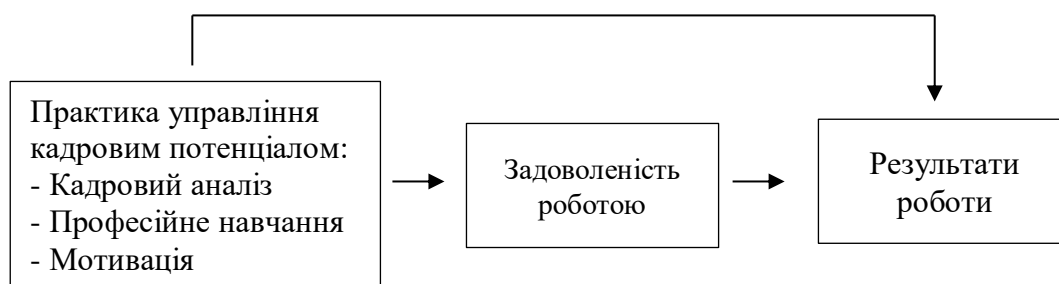 Практика управління
кадровим потенціалом:
- Кадровий аналіз
- Професійне навчання
- Мотивація
Задоволеність
роботою
Результати
роботи